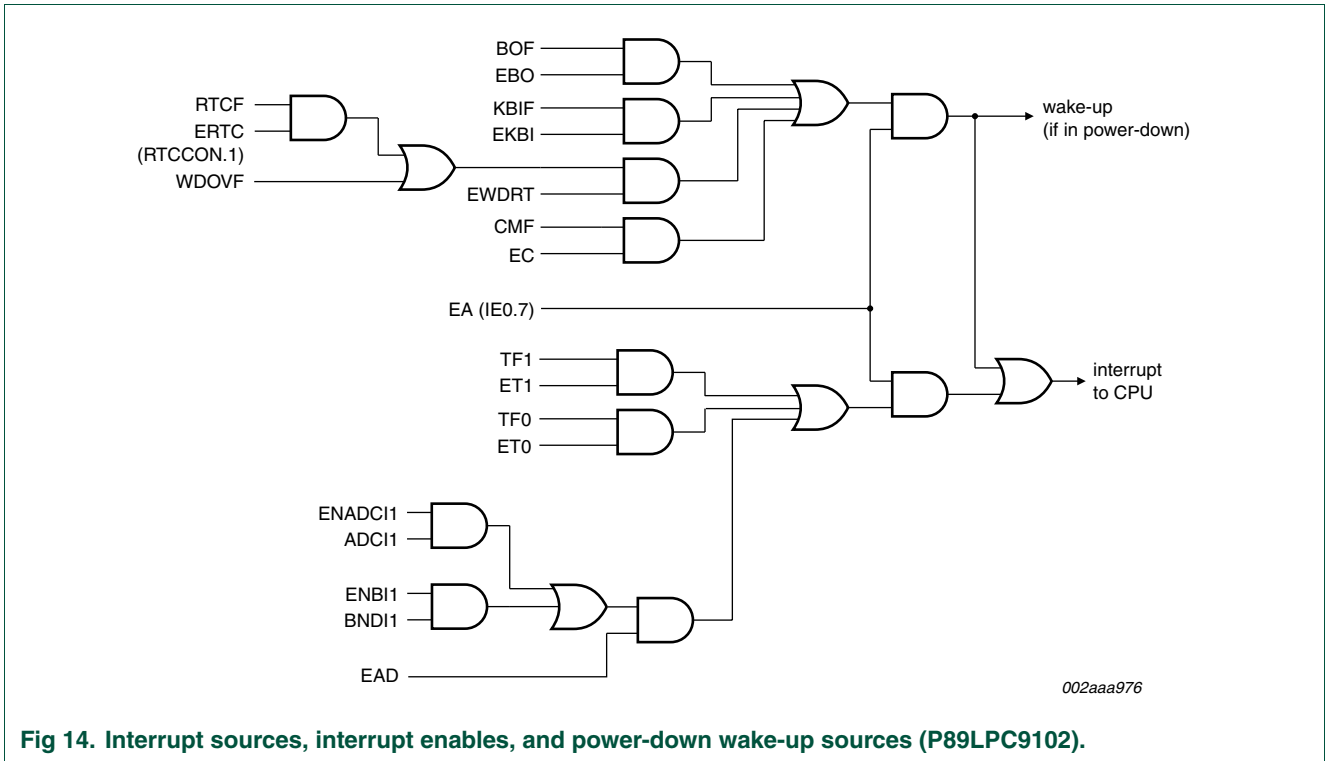 BOF
EBO
RTCF
KBIF
wake-up
(if in power-down)
ERTC
(RTCCON.1)
EKBI
WDOVF
EWDRT
CMF
EC
EA (IE0.7)
TF1
ET1
interrupt
to CPU
TF0
ET0
ENADCI1
ADCI1
ENBI1
BNDI1
EAD
002aaa976
Fig 14. Interrupt sources, interrupt enables, and power-down wake-up sources (P89LPC9102).